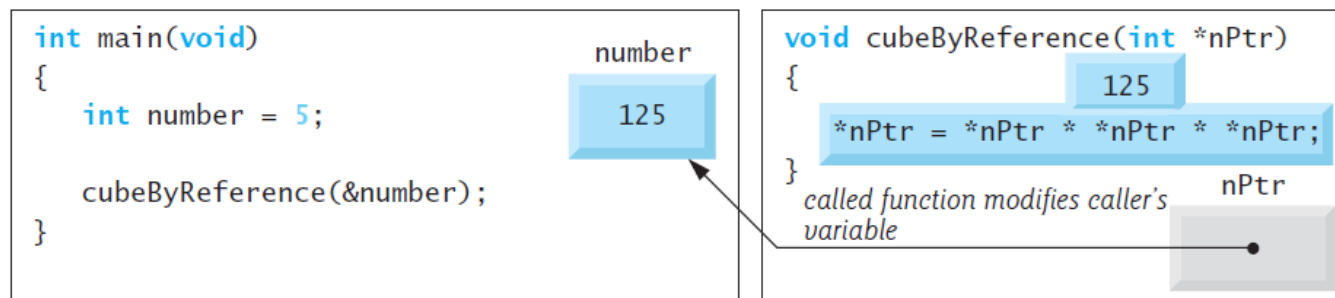 int main(void)
{
int number = 5;
cubeByReference(&number);
}
number
125
void cubeByReference(int *nPtr)
{
125
*nPtr = *nPtr * *nPtr * *nPtr;
}
called function modifies caller's
variable
nPtr